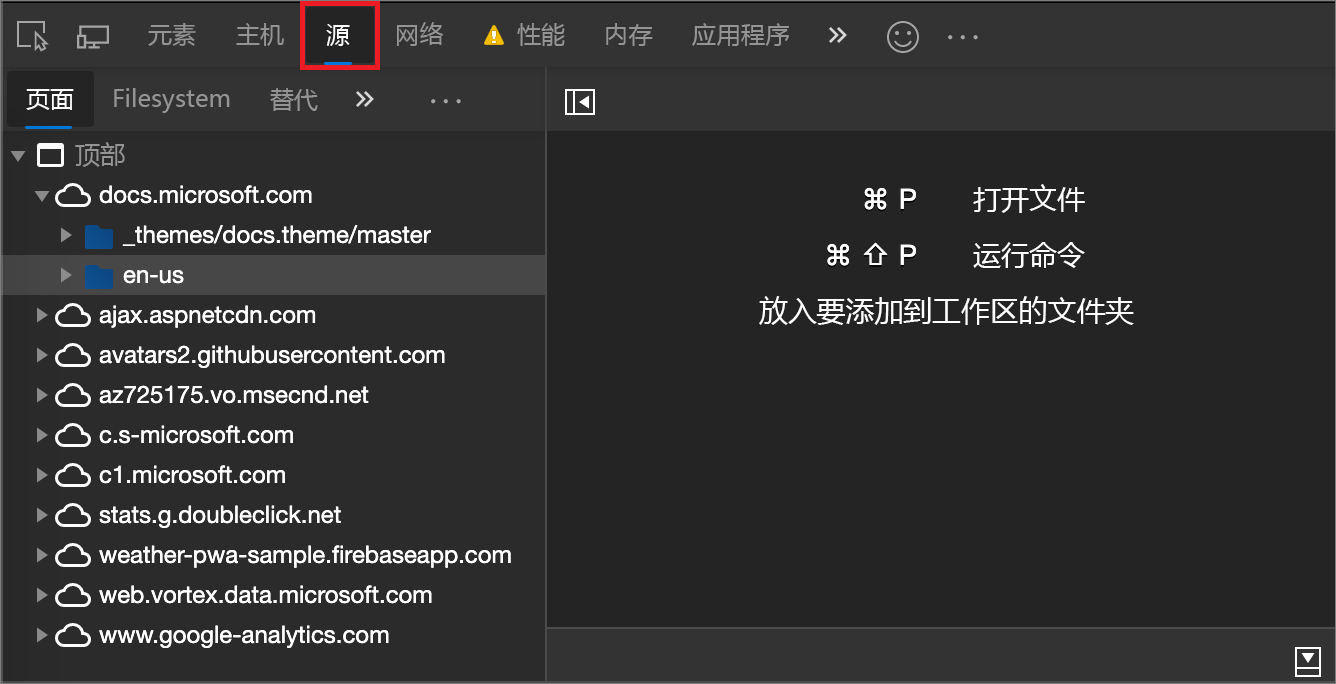 元素 主机 源 网络 性能 内存 应用程序
页面 Filesystem 替代
顶部
docs.microsoft.com
_themes/docs.theme/master
en-us
ajax.aspnetcdn.com
avatars2.githubusercontent.com
az725175.vo.msecnd.net
c.s-microsoft.com
c1.microsoft.com
stats.g.doubleclick.net
weather-pwa-sample.firebaseapp.com
web.vortex.data.microsoft.com
www.google-analytics.com
⌘ P 打开文件
⌘ ⇧ P 运行命令
放入要添加到工作区的文件夹